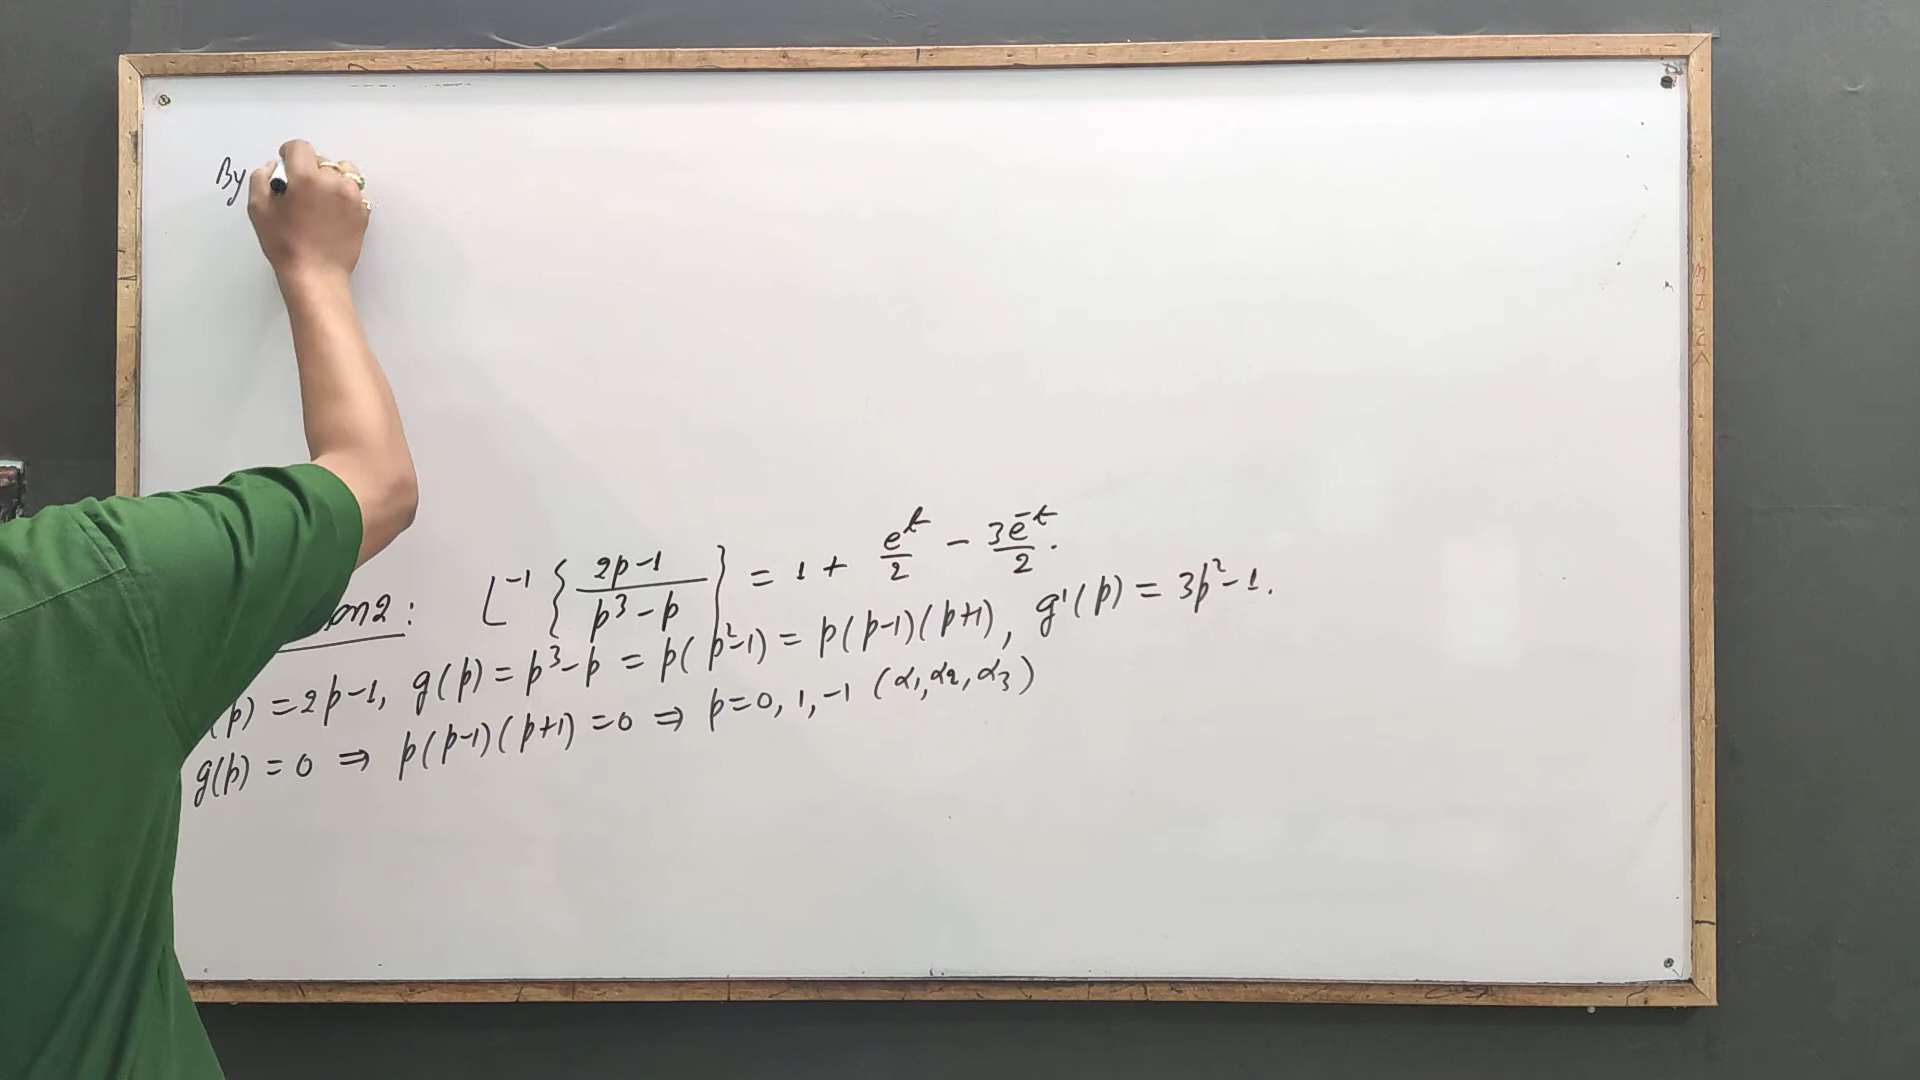 By
on2: L⁻¹ { (2p-1)/(p³-p) } = 1 + e^t/2 - 3e^-t/2.
(p) = 2p-1, g(p) = p³-p = p(p²-1) = p(p-1)(p+1), g'(p) = 3p²-1.
g(p) = 0 ⇒ p(p-1)(p+1) = 0 ⇒ p=0, 1, -1 (α₁, α₂, α₃)